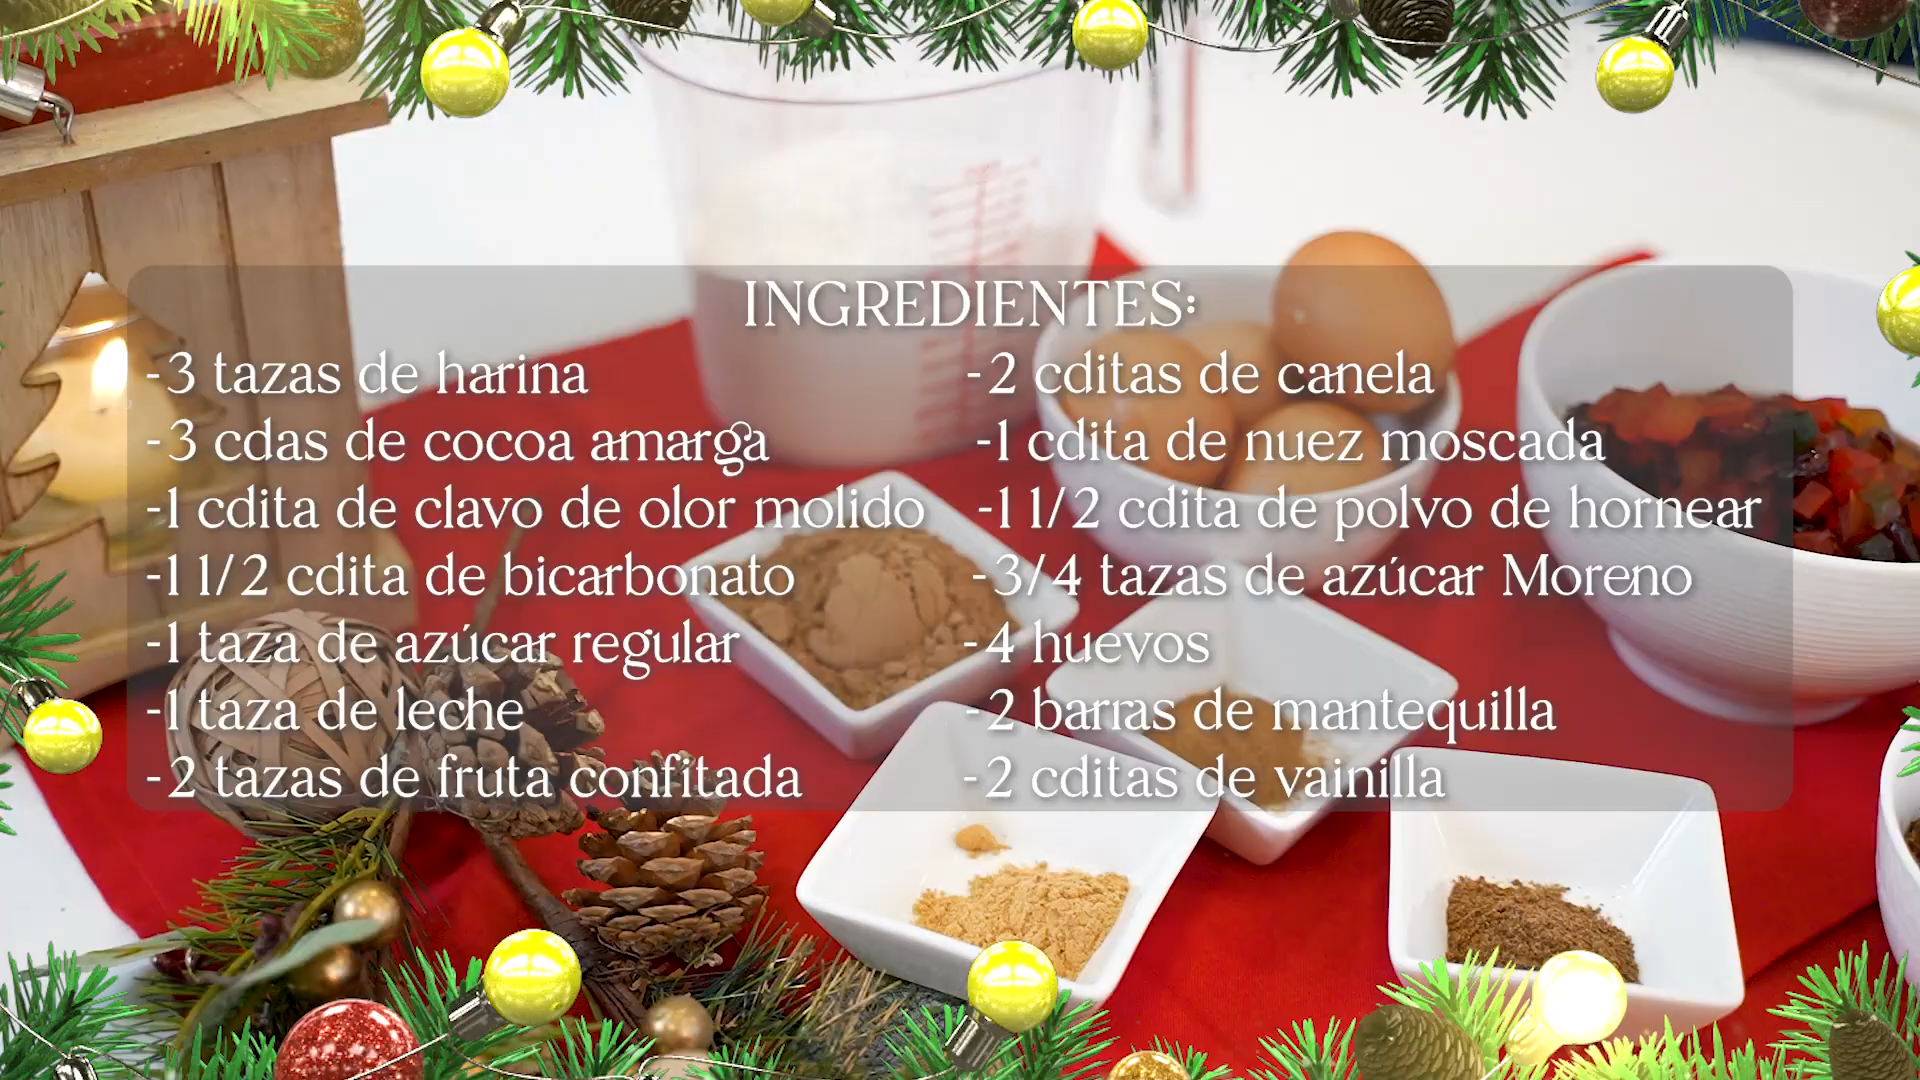 INGREDIENTES:
-3 tazas de harina
-3 cdas de cocoa amarga
-1 cdita de clavo de olor molido
-1 1/2 cdita de bicarbonato
-1 taza de azúcar regular
-1 taza de leche
-2 tazas de fruta confitada
-2 cditas de canela
-1 cdita de nuez moscada
-1 1/2 cdita de polvo de hornear
-3/4 tazas de azúcar Moreno
-4 huevos
-2 barras de mantequilla
-2 cditas de vainilla